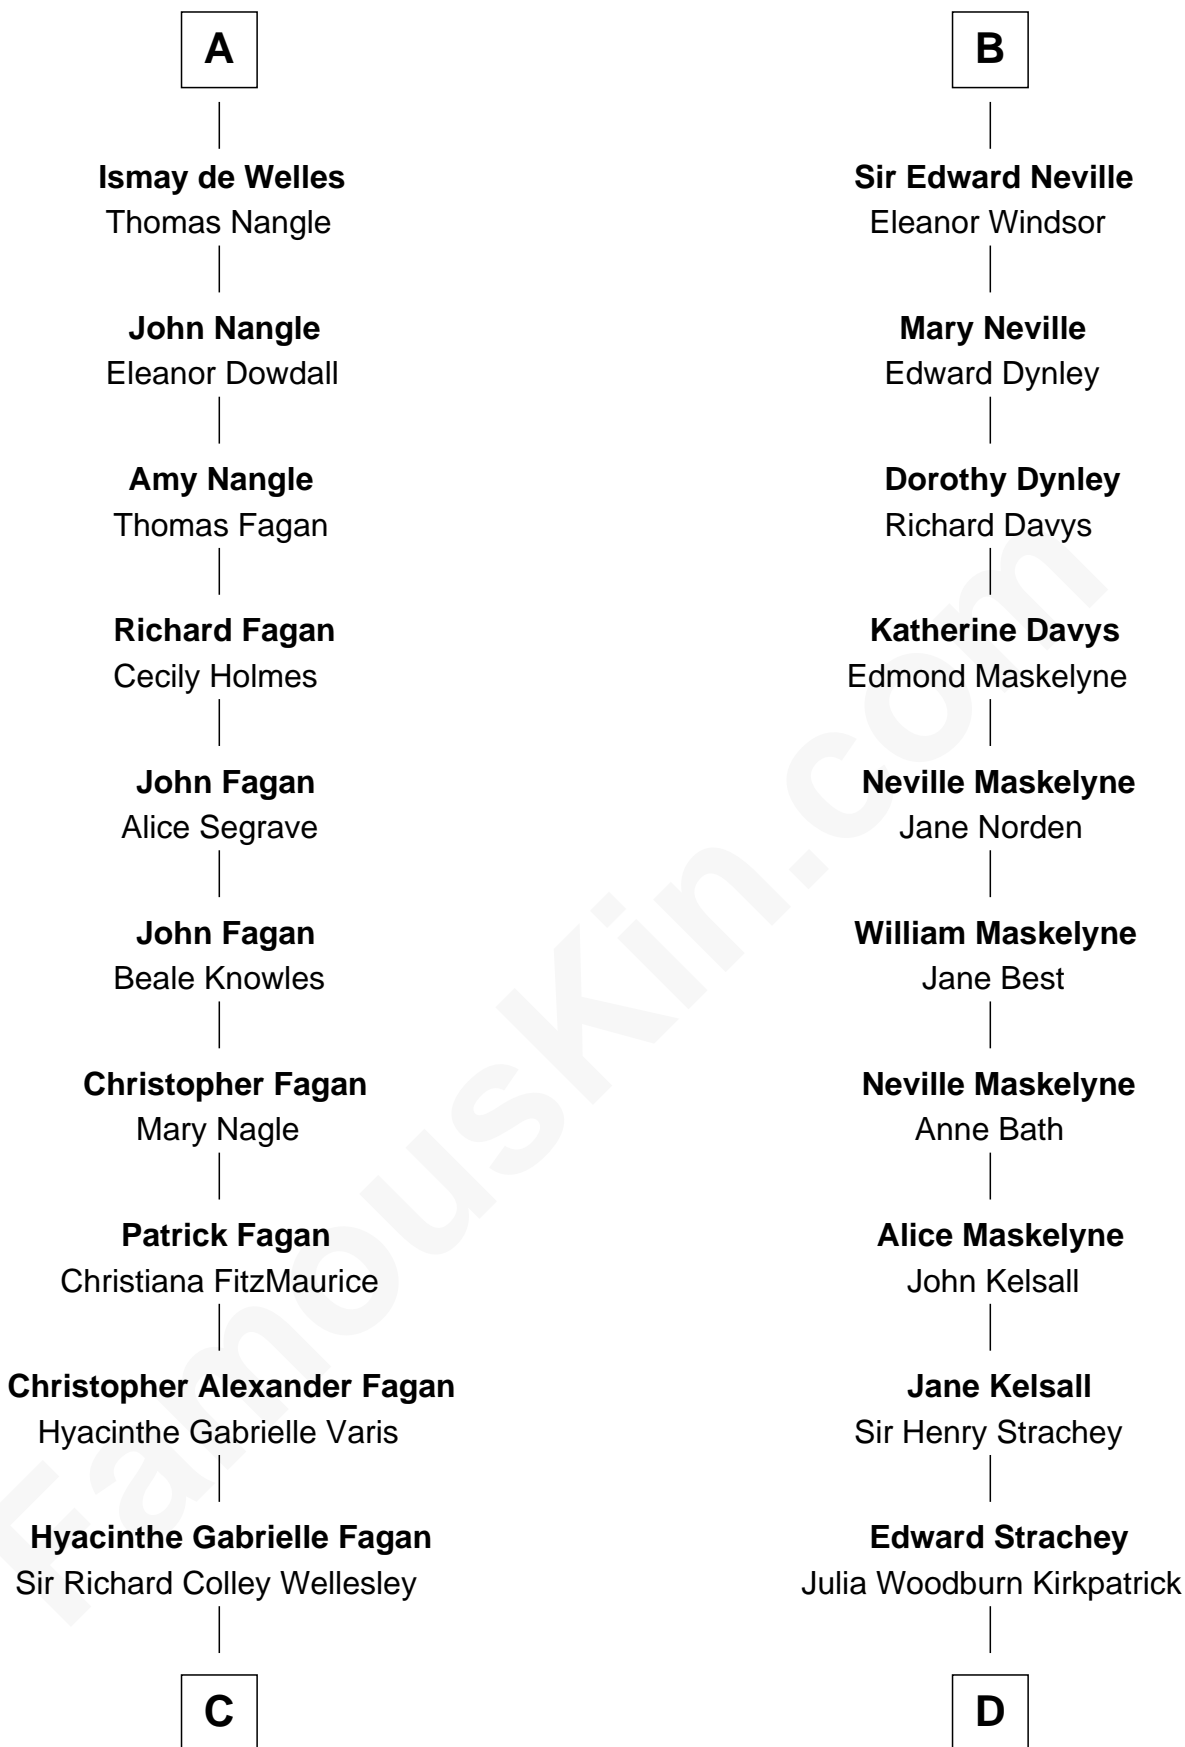 A
Ismay de Welles
Thomas Nangle
John Nangle
Eleanor Dowdall
Amy Nangle
Thomas Fagan
Richard Fagan
Cecily Holmes
John Fagan
Alice Segrave
John Fagan
Beale Knowles
Christopher Fagan
Mary Nagle
Patrick Fagan
Christiana FitzMaurice
Christopher Alexander Fagan
Hyacinthe Gabrielle Varis
Hyacinthe Gabrielle Fagan
Sir Richard Colley Wellesley
C
B
Sir Edward Neville
Eleanor Windsor
Mary Neville
Edward Dynley
Dorothy Dynley
Richard Davys
Katherine Davys
Edmond Maskelyne
Neville Maskelyne
Jane Norden
William Maskelyne
Jane Best
Neville Maskelyne
Anne Bath
Alice Maskelyne
John Kelsall
Jane Kelsall
Sir Henry Strachey
Edward Strachey
Julia Woodburn Kirkpatrick
D
FamousKin.com